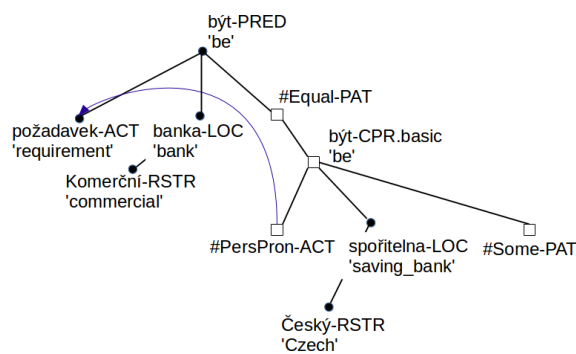 být-PRED
'be'
#Equal-PAT
požadavek-ACT
'requirement'
banka-LOC
'bank'
být-CPR.basic
'be'
Komerční-RSTR
'commercial'
#PersPron-ACT
spořitelna-LOC
'saving_bank'
#Some-PAT
Český-RSTR
'Czech'